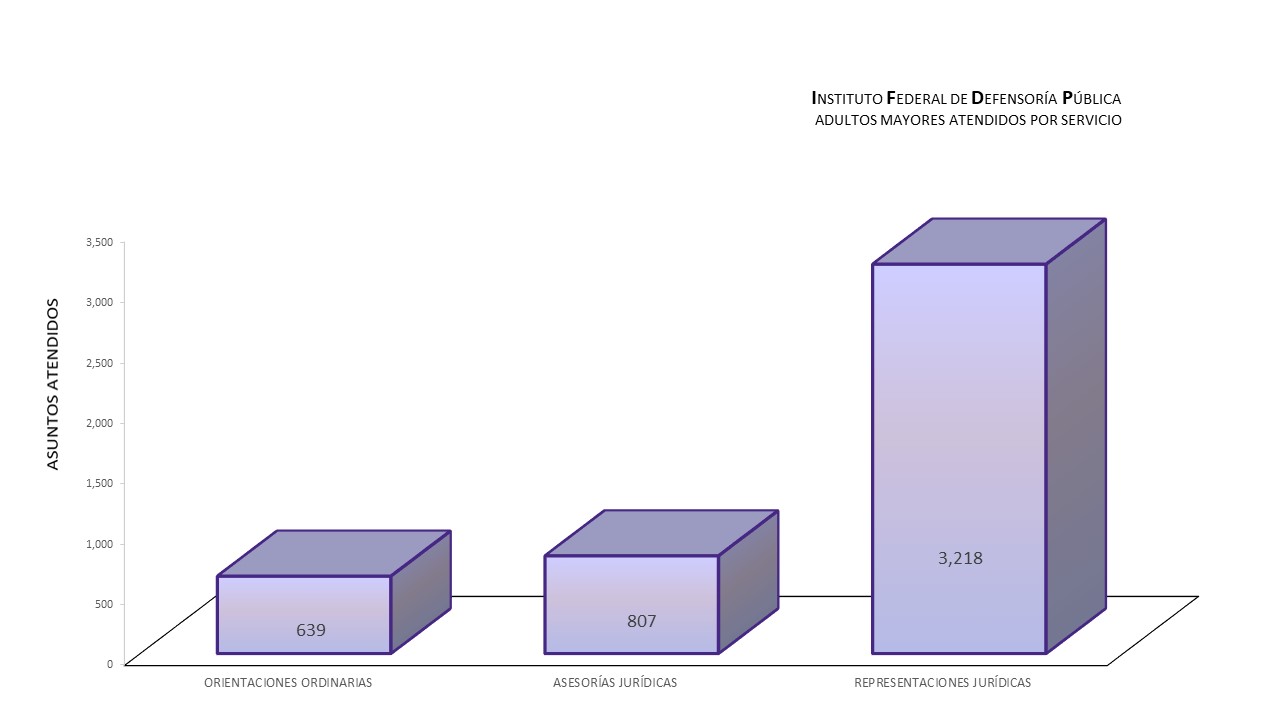 INSTITUTO FEDERAL DE DEFENSORÍA PÚBLICA
ADULTOS MAYORES ATENDIDOS POR SERVICIO
ASUNTOS ATENDIDOS
3,500
3,000
2,500
2,000
1,500
1,000
500
0
639
807
3,218
ORIENTACIONES ORDINARIAS
ASESORÍAS JURÍDICAS
REPRESENTACIONES JURÍDICAS